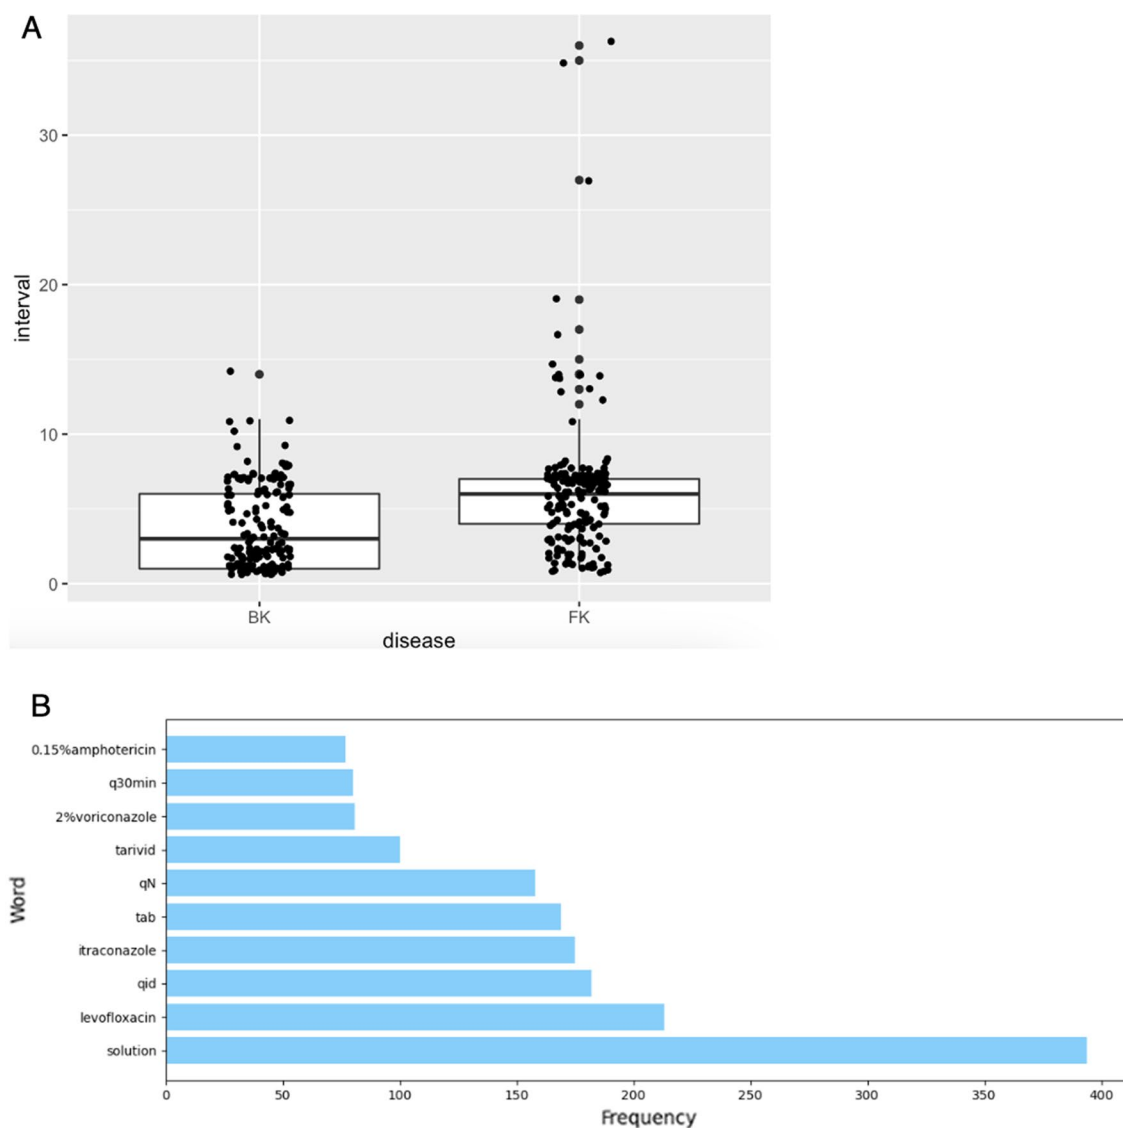 A
30
20
10
0
interval
BK FK
disease
B
0.15%amphotericin
q30min
2%voriconazole
tarivid
qN
tab
itraconazole
qid
levofloxacin
solution
Word
0 50 100 150 200 250 300 350 400
Frequency